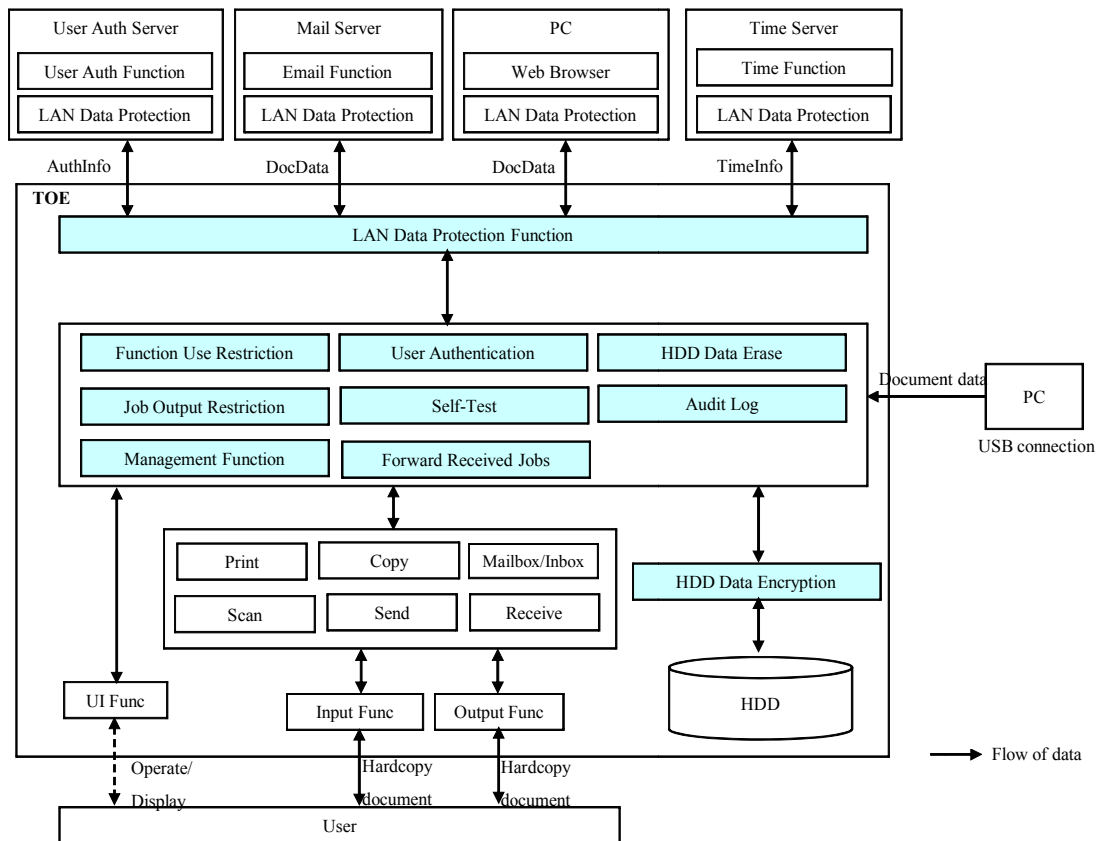 User Auth Server
Mail Server
PC
Time Server
User Auth Function
Email Function
Web Browser
Time Function
LAN Data Protection
LAN Data Protection
LAN Data Protection
LAN Data Protection
AuthInfo
DocData
DocData
TimeInfo
TOE
LAN Data Protection Function
Function Use Restriction
User Authentication
HDD Data Erase
Document data
PC
USB connection
Job Output Restriction
Self-Test
Audit Log
Management Function
Forward Received Jobs
Print
Copy
Mailbox/Inbox
HDD Data Encryption
Scan
Send
Receive
UI Func
Input Func
Output Func
HDD
Flow of data
Operate/
Display
Hardcopy
document
Hardcopy
document
User